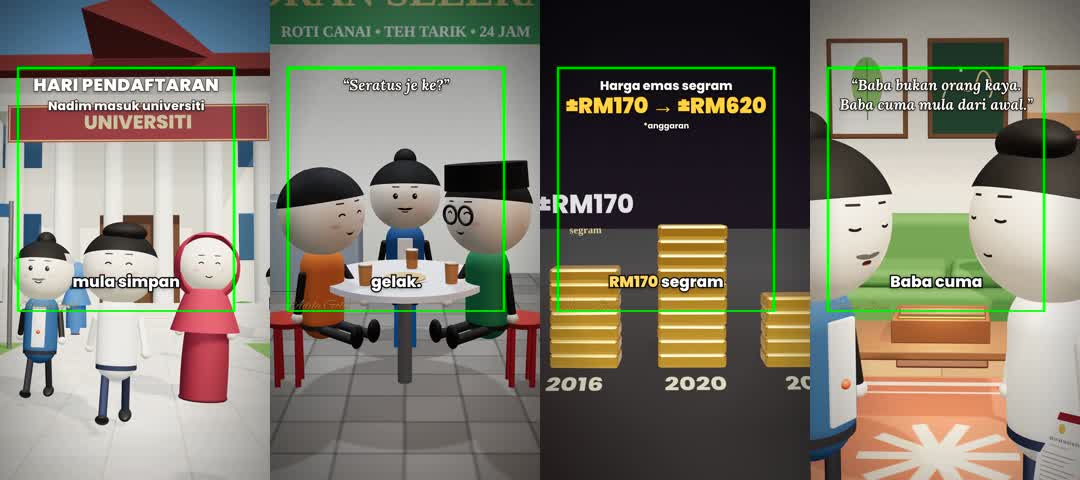 HARI PENDAFTARAN
Nadim masuk universiti
UNIVERSITI
mula simpan
ROTI CANAI • TEH TARIK • 24 JAM
“Seratus je ke?”
gelak.
Harga emas segram
±RM170 → ±RM620
*anggaran
±RM170
segram
RM170 segram
2016
2020
20
“Baba bukan orang kaya.
Baba cuma mula dari awal.”
Baba cuma